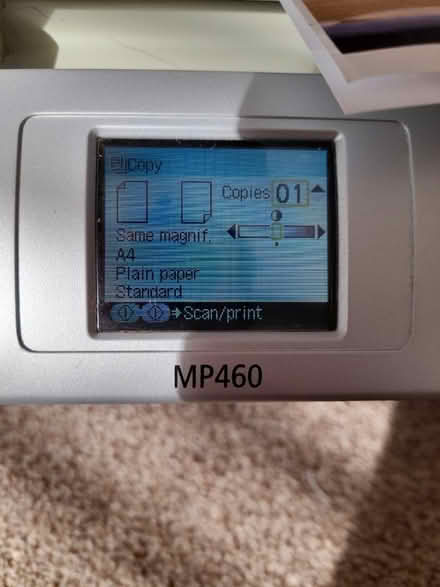 Copy
Copies 01
Same magnif.
A4
Plain paper
Standard
Scan/print
MP460